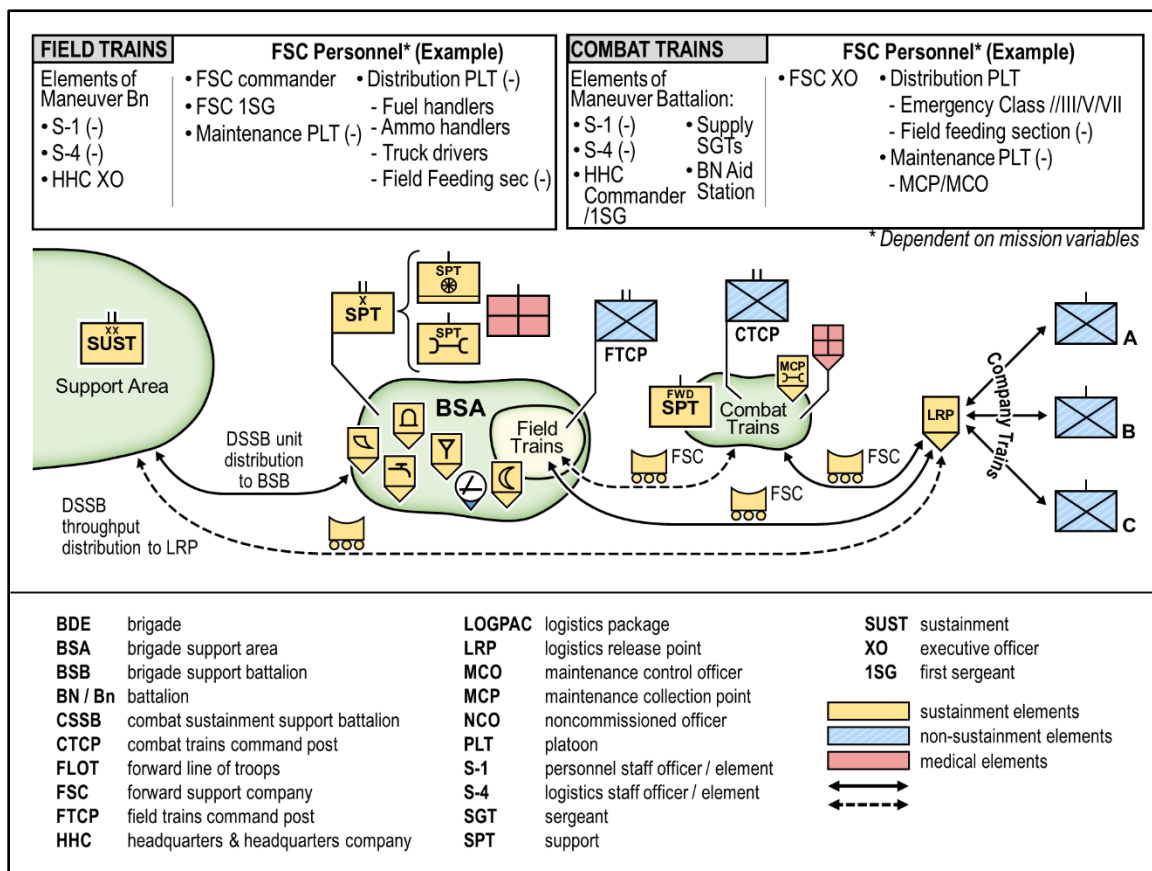 FIELD TRAINS
FSC Personnel* (Example)
Elements of
Maneuver Bn
• S-1 (-)
• S-4 (-)
• HHC XO
• FSC commander
• FSC 1SG
• Maintenance PLT (-)
• Distribution PLT (-)
- Fuel handlers
- Ammo handlers
- Truck drivers
- Field Feeding sec (-)
COMBAT TRAINS
FSC Personnel* (Example)
Elements of
Maneuver Battalion:
• S-1 (-)
• S-4 (-)
• HHC
Commander
/1SG
• Supply
SGTs
• BN Aid
Station
• FSC XO
• Distribution PLT
- Emergency Class //III/V/VII
- Field feeding section (-)
• Maintenance PLT (-)
- MCP/MCO
* Dependent on mission variables
XX
SUST
Support Area
X
SPT
SPT
SPT
FTCP
CTCP
MCP
FWD
SPT
Combat
Trains
BSA
Field
Trains
LRP
Company Trains
A
B
C
DSSB unit
distribution
to BSB
DSSB
throughput
distribution to LRP
FSC
FSC
FSC
BDE brigade
BSA brigade support area
BSB brigade support battalion
BN / Bn battalion
CSSB combat sustainment support battalion
CTCP combat trains command post
FLOT forward line of troops
FSC forward support company
FTCP field trains command post
HHC headquarters & headquarters company
LOGPAC logistics package
LRP logistics release point
MCO maintenance control officer
MCP maintenance collection point
NCO noncommissioned officer
PLT platoon
S-1 personnel staff officer / element
S-4 logistics staff officer / element
SGT sergeant
SPT support
SUST sustainment
XO executive officer
1SG first sergeant
sustainment elements
non-sustainment elements
medical elements